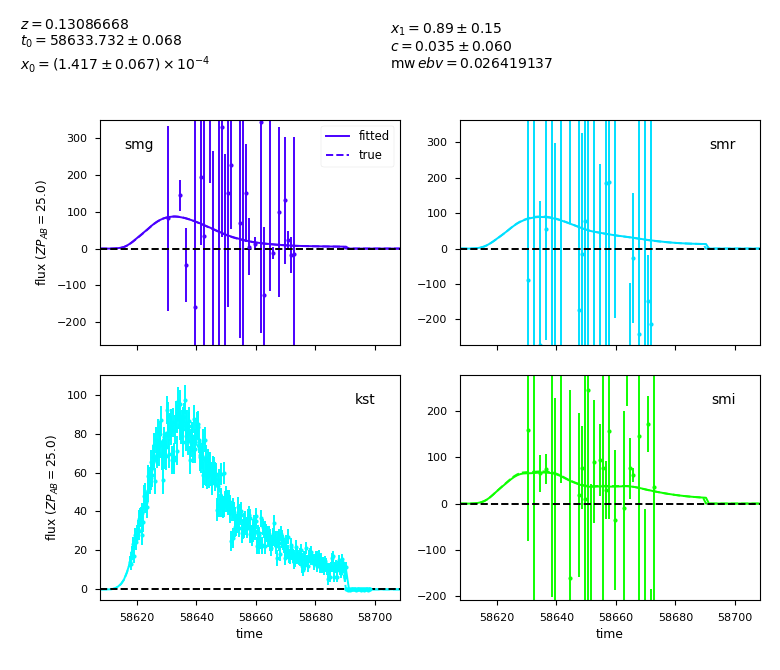 z = 0.13086668
t₀ = 58633.732 ± 0.068
x₀ = (1.417 ± 0.067) × 10⁻⁴
x₁ = 0.89 ± 0.15
c = 0.035 ± 0.060
mw ebv = 0.026419137
smg
fitted
true
300
200
100
0
−100
−200
flux (ZP_AB = 25.0)
smr
300
200
100
0
−100
−200
kst
100
80
60
40
20
0
flux (ZP_AB = 25.0)
58620 58640 58660 58680 58700
time
smi
200
100
0
−100
−200
58620 58640 58660 58680 58700
time